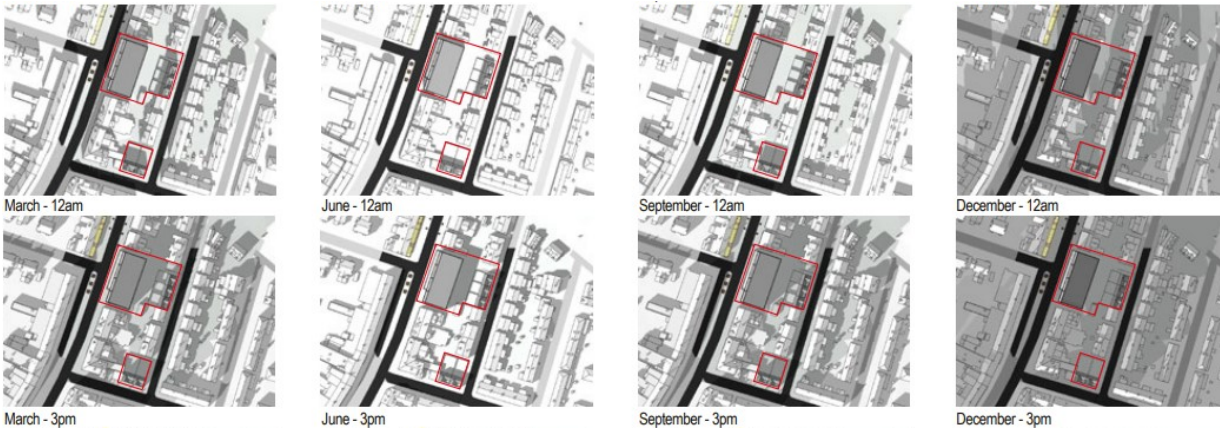 March - 12am
June - 12am
September - 12am
December - 12am
March - 3pm
June - 3pm
September - 3pm
December - 3pm